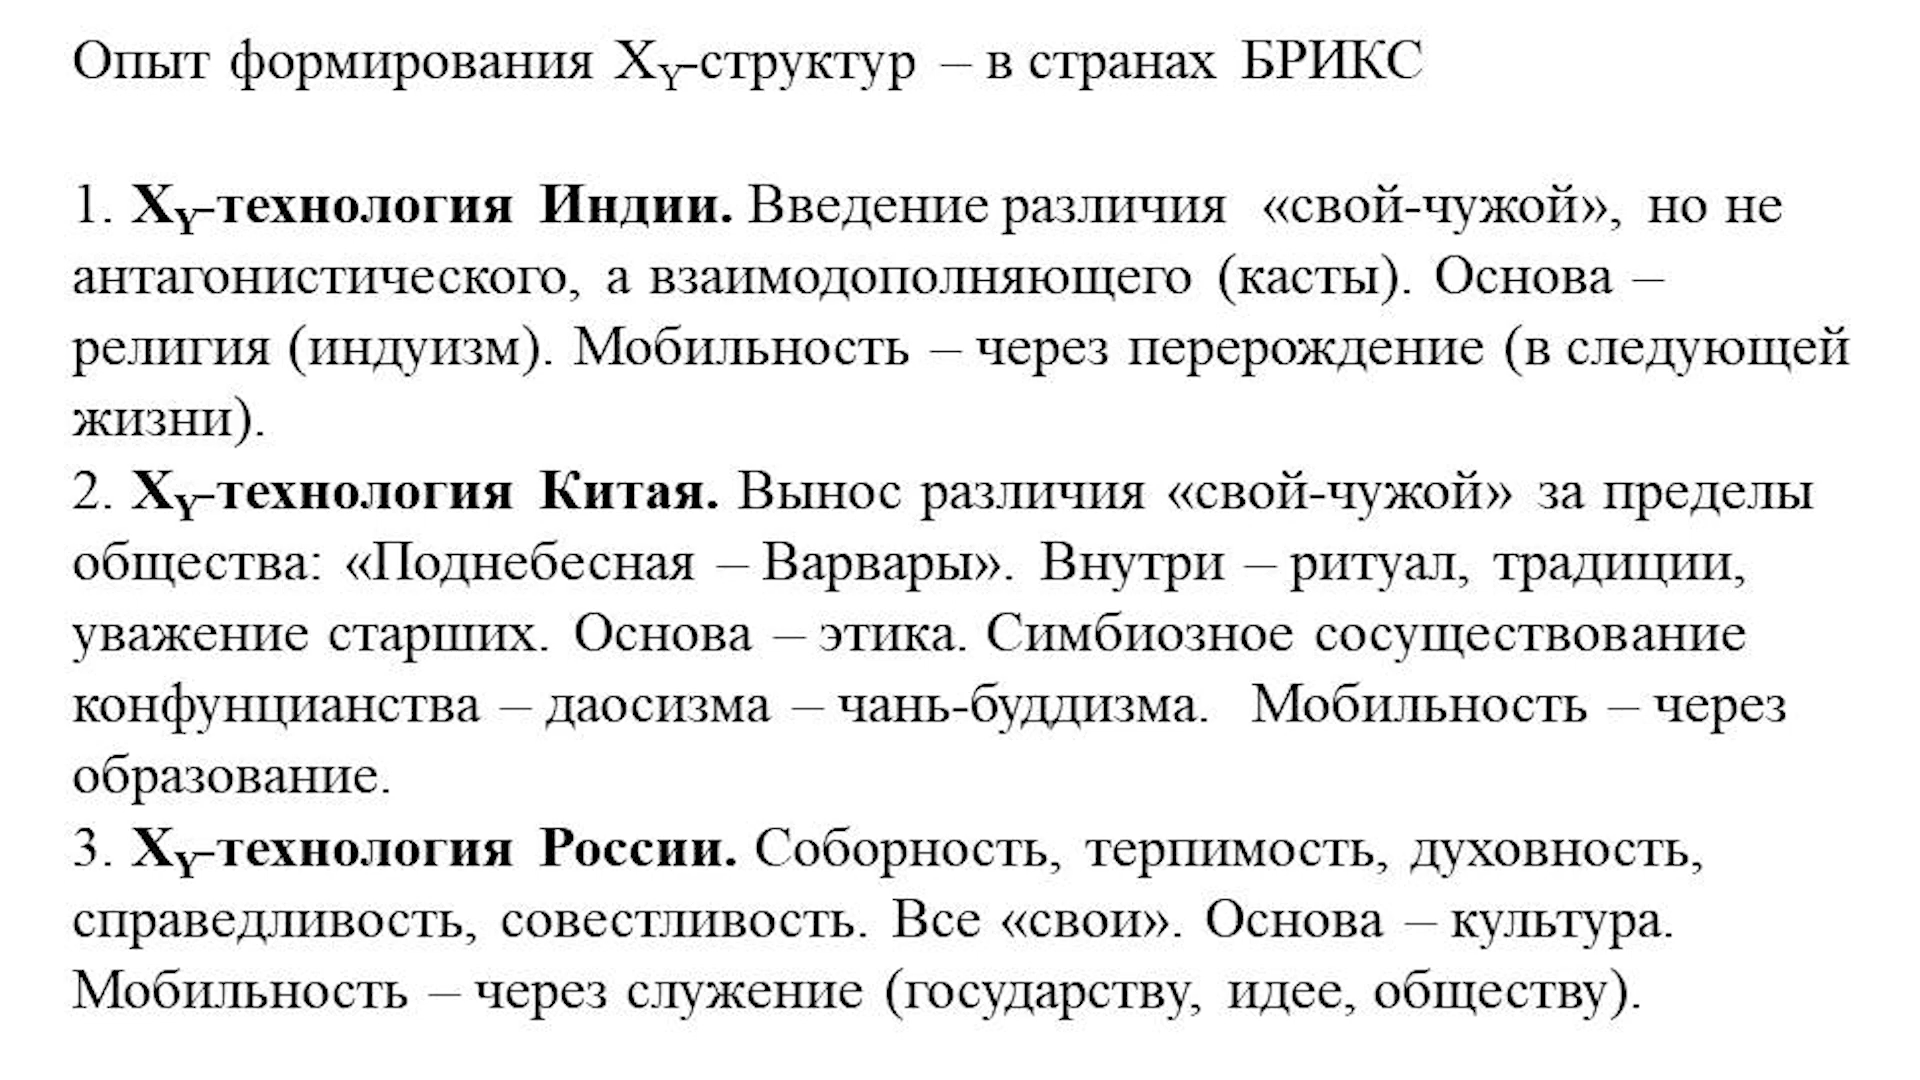 Опыт формирования XY-структур – в странах БРИКС
1. XY-технология Индии. Введение различия «свой-чужой», но не
антагонистического, а взаимодополняющего (касты). Основа –
религия (индуизм). Мобильность – через перерождение (в следующей
жизни).
2. XY-технология Китая. Вынос различия «свой-чужой» за пределы
общества: «Поднебесная – Варвары». Внутри – ритуал, традиции,
уважение старших. Основа – этика. Симбиозное сосуществование
конфунцианства – даосизма – чань-буддизма. Мобильность – через
образование.
3. XY-технология России. Соборность, терпимость, духовность,
справедливость, совестливость. Все «свои». Основа – культура.
Мобильность – через служение (государству, идее, обществу).